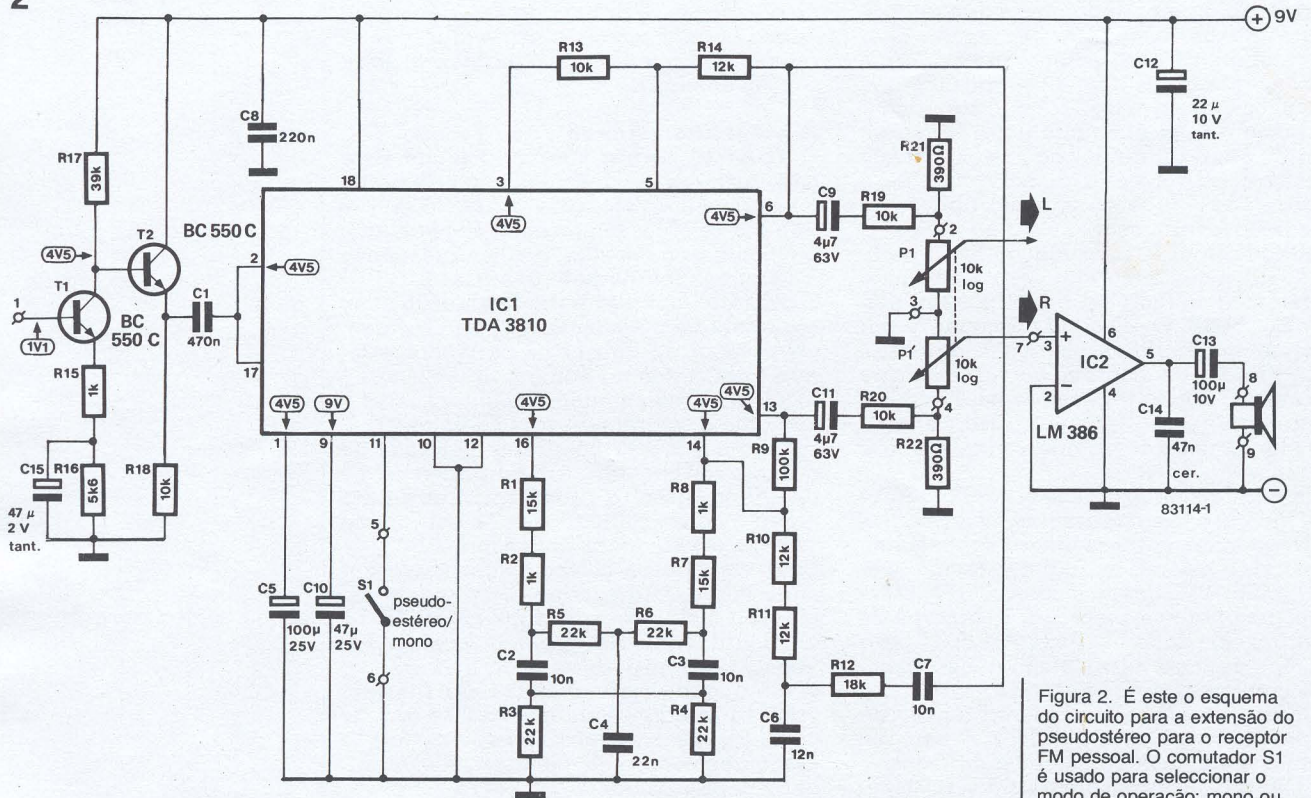 2
+ 9V
R13
10k
R14
12k
C12
22 µ
10 V
tant.
C8
220n
R17
39k
R21
390Ω
18
3
5
6
4V5
4V5
C9
4µ7
63V
R19
10k
2
L
T2
BC 550 C
4V5
2
4V5
P1
10k
log
T1
1
1V1
BC
550 C
C1
470n
IC1
TDA 3810
3
R
P1'
10k
log
7
3
+
IC2
6
5
C13
100µ
10V
8
17
R15
1k
4V5
9V
4V5
4V5
4V5
13
C11
4µ7
63V
R20
10k
4
2
–
4
LM 386
C14
47n
cer.
9
–
83114-1
1
9
11
10
12
16
14
R9
100k
R22
390Ω
C15
47 µ
2 V
tant.
R16
5k6
R18
10k
R1
15k
R8
1k
5
R10
12k
R2
1k
R7
15k
C5
100µ
25V
C10
47µ
25V
S1
pseudo-
estéreo/
mono
R5
22k
R6
22k
R11
12k
6
C2
10n
C3
10n
R12
18k
C7
10n
R3
22k
C4
22n
R4
22k
C6
12n
Figura 2. É este o esquema
do circuito para a extensão do
pseudostéreo para o receptor
FM pessoal. O comutador S1
é usado para seleccionar o
modo de operação: mono ou